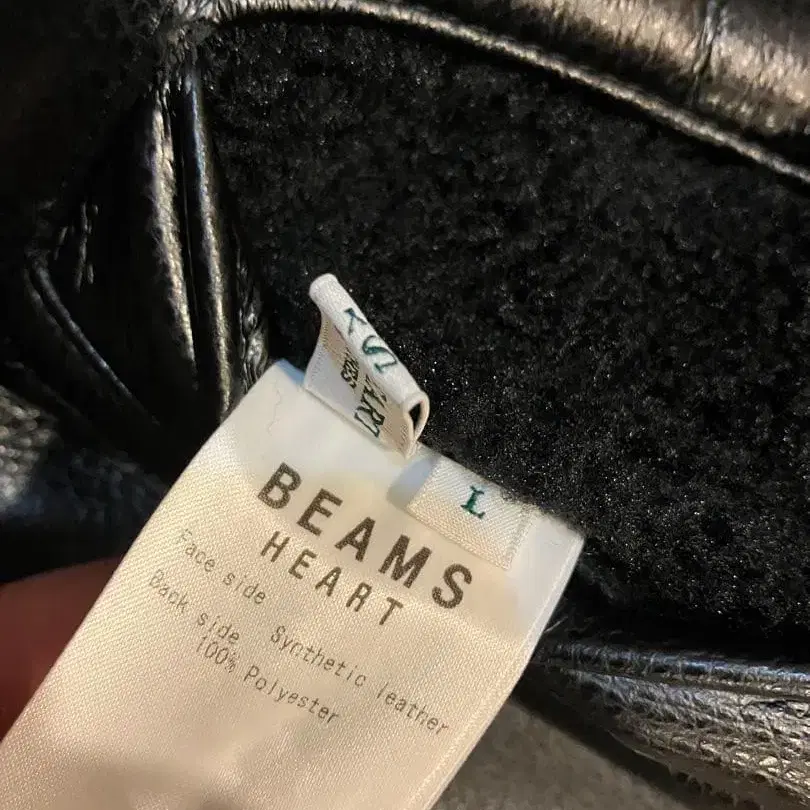 L
BEAMS
HEART
Face side
Synthetic leather
Back side
100% Polyester